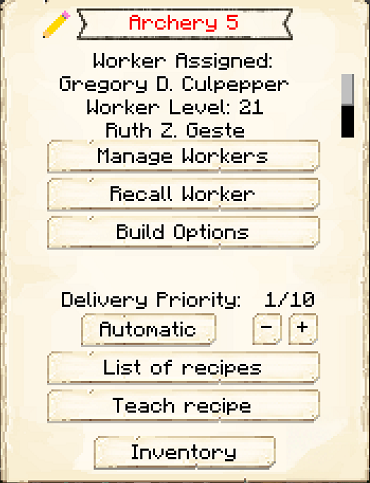 Archery 5
Worker Assigned:
Gregory D. Culpepper
Worker Level: 21
Ruth Z. Geste
Manage Workers
Recall Worker
Build Options
Delivery Priority: 1/10
Automatic - +
List of recipes
Teach recipe
Inventory